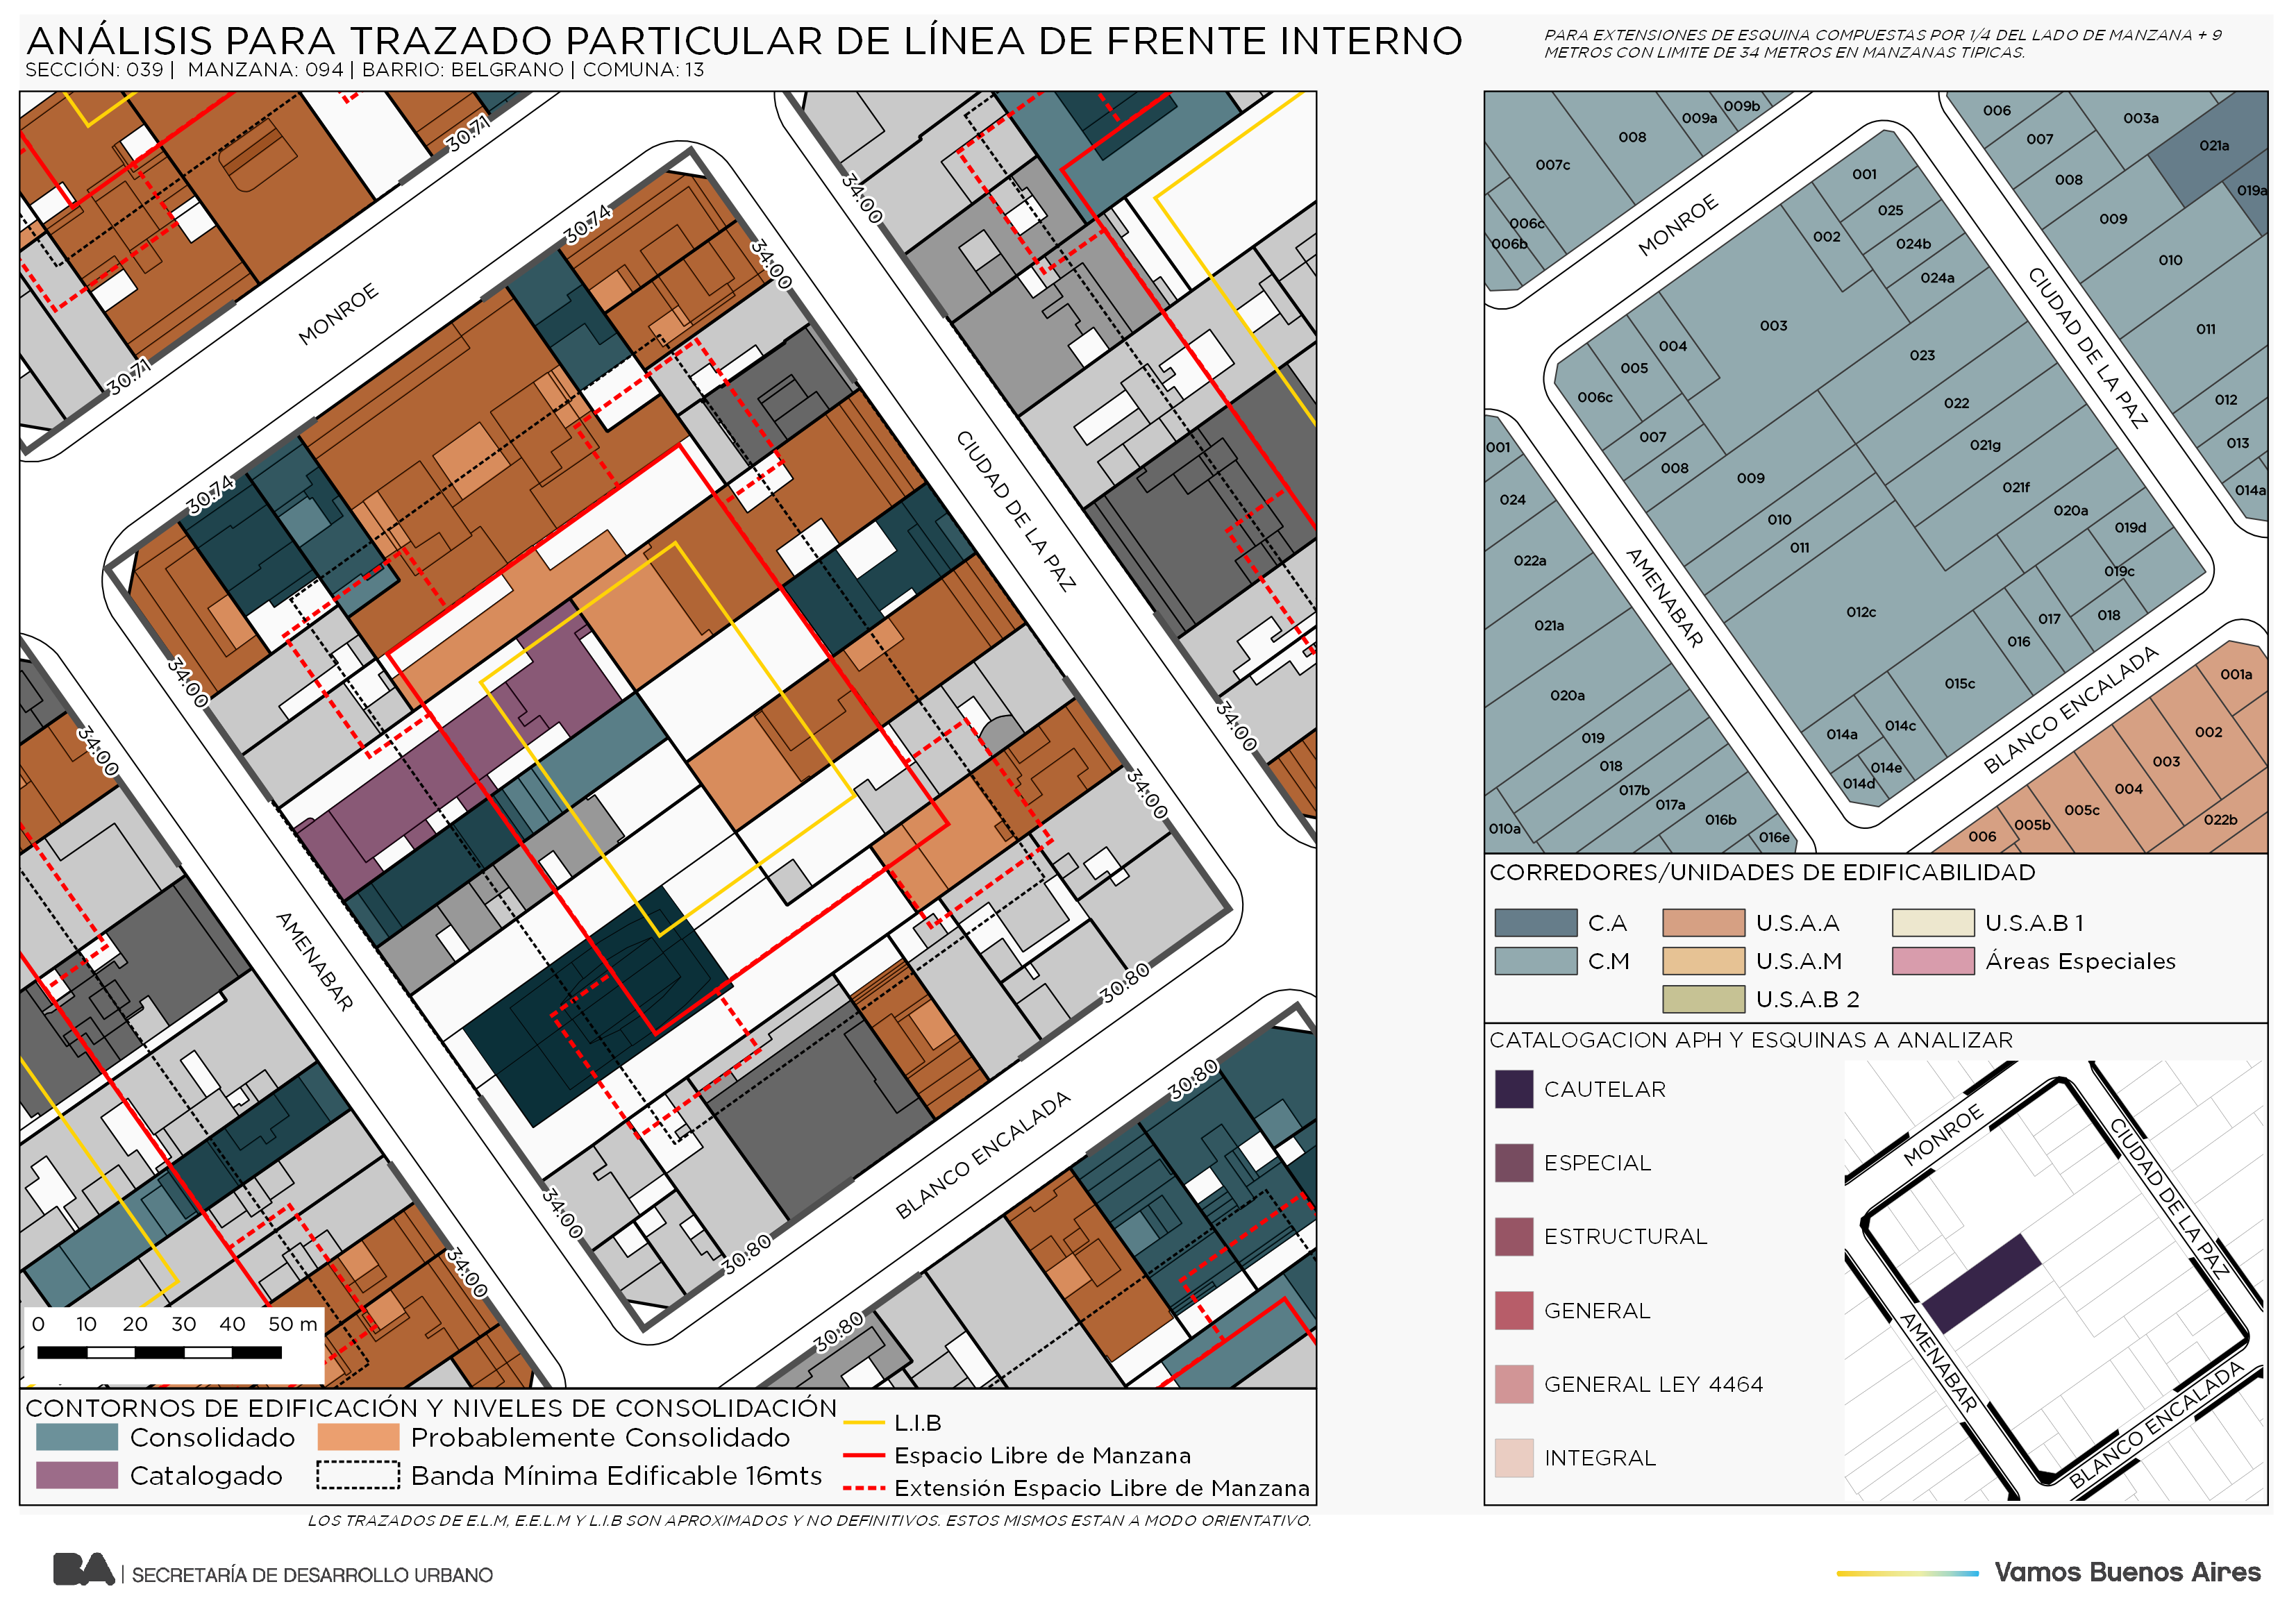 ANÁLISIS PARA TRAZADO PARTICULAR DE LÍNEA DE FRENTE INTERNO
SECCIÓN: 039 | MANZANA: 094 | BARRIO: BELGRANO | COMUNA: 13
PARA EXTENSIONES DE ESQUINA COMPUESTAS POR 1/4 DEL LADO DE MANZANA + 9
METROS CON LIMITE DE 34 METROS EN MANZANAS TIPICAS.
30.71
30.71
30.74
30.74
34.00
34.00
34.00
34.00
34.00
34.00
34.00
34.00
30.80
30.80
30.80
30.80
MONROE
CIUDAD DE LA PAZ
AMENABAR
BLANCO ENCALADA
0 10 20 30 40 50 m
CONTORNOS DE EDIFICACIÓN Y NIVELES DE CONSOLIDACIÓN
Consolidado
Probablemente Consolidado
Catalogado
Banda Mínima Edificable 16mts
L.I.B
Espacio Libre de Manzana
Extensión Espacio Libre de Manzana
LOS TRAZADOS DE E.L.M, E.E.L.M Y L.I.B SON APROXIMADOS Y NO DEFINITIVOS. ESTOS MISMOS ESTAN A MODO ORIENTATIVO.
009b
009a
008
007c
006c
006b
006
003a
007
021a
008
019a
009
010
011
012
013
014a
MONROE
CIUDAD DE LA PAZ
AMENABAR
BLANCO ENCALADA
001
025
002
024b
024a
003
023
004
005
006c
022
007
021g
008
009
021f
010
020a
011
019d
019c
012c
018
017
016
015c
014c
014a
014e
014d
001
024
022a
021a
020a
019
018
017b
017a
016b
016e
010a
001a
002
003
004
005c
005b
006
022b
CORREDORES/UNIDADES DE EDIFICABILIDAD
C.A
U.S.A.A
U.S.A.B 1
C.M
U.S.A.M
Áreas Especiales
U.S.A.B 2
CATALOGACION APH Y ESQUINAS A ANALIZAR
CAUTELAR
ESPECIAL
ESTRUCTURAL
GENERAL
GENERAL LEY 4464
INTEGRAL
MONROE
CIUDAD DE LA PAZ
AMENABAR
BLANCO ENCALADA
BA | SECRETARÍA DE DESARROLLO URBANO
Vamos Buenos Aires